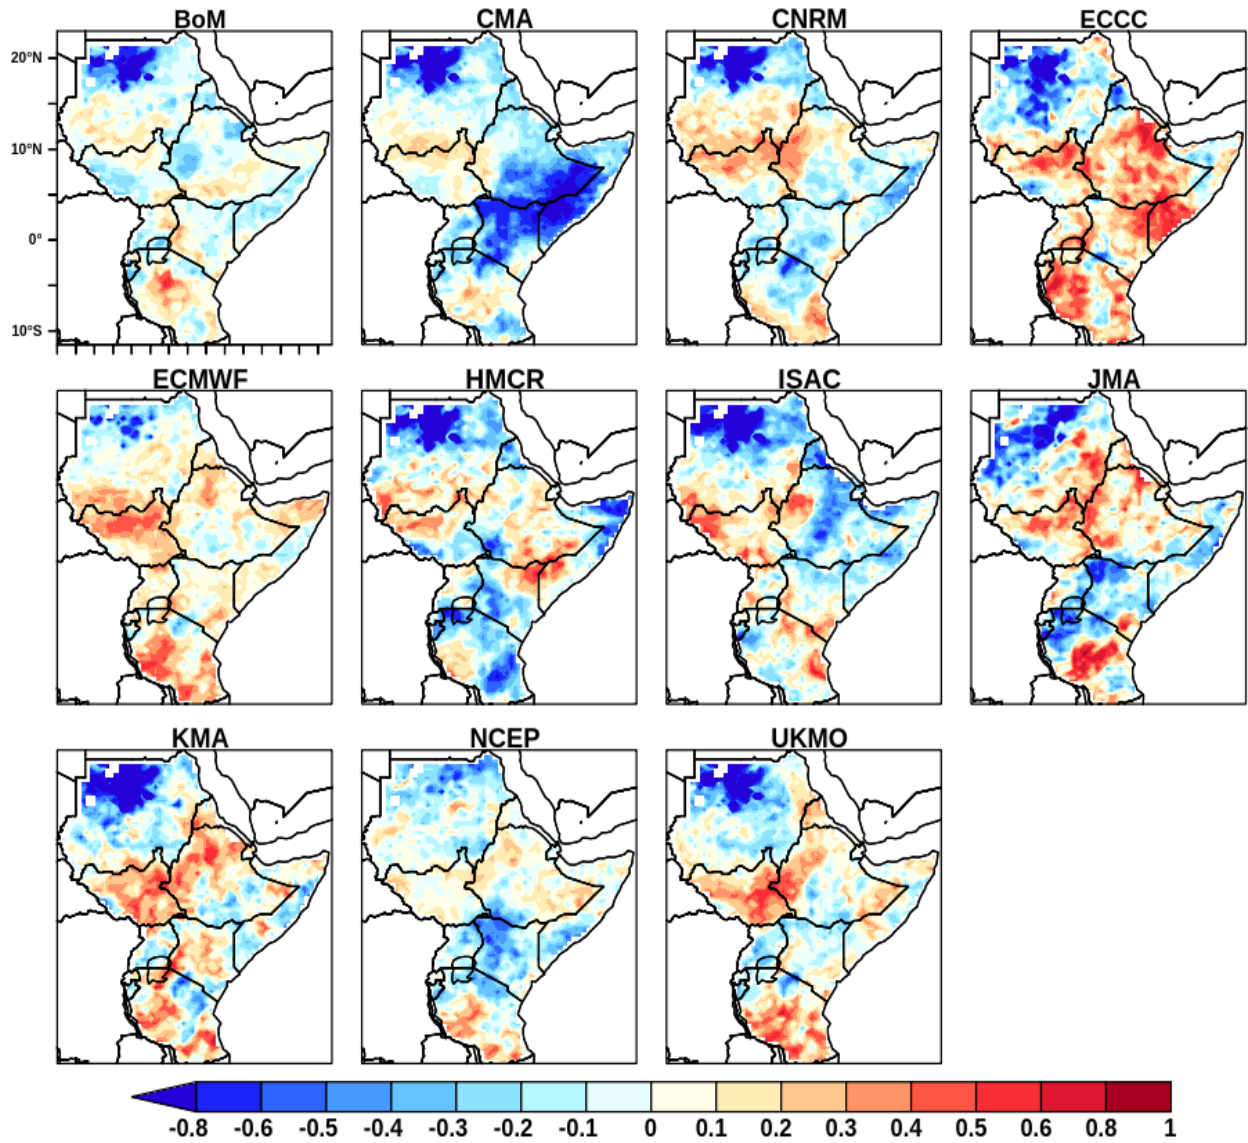 BoM CMA CNRM ECCC
20°N
10°N
0°
10°S
ECMWF HMCR ISAC JMA
KMA NCEP UKMO
-0.8 -0.6 -0.5 -0.4 -0.3 -0.2 -0.1 0 0.1 0.2 0.3 0.4 0.5 0.6 0.8 1